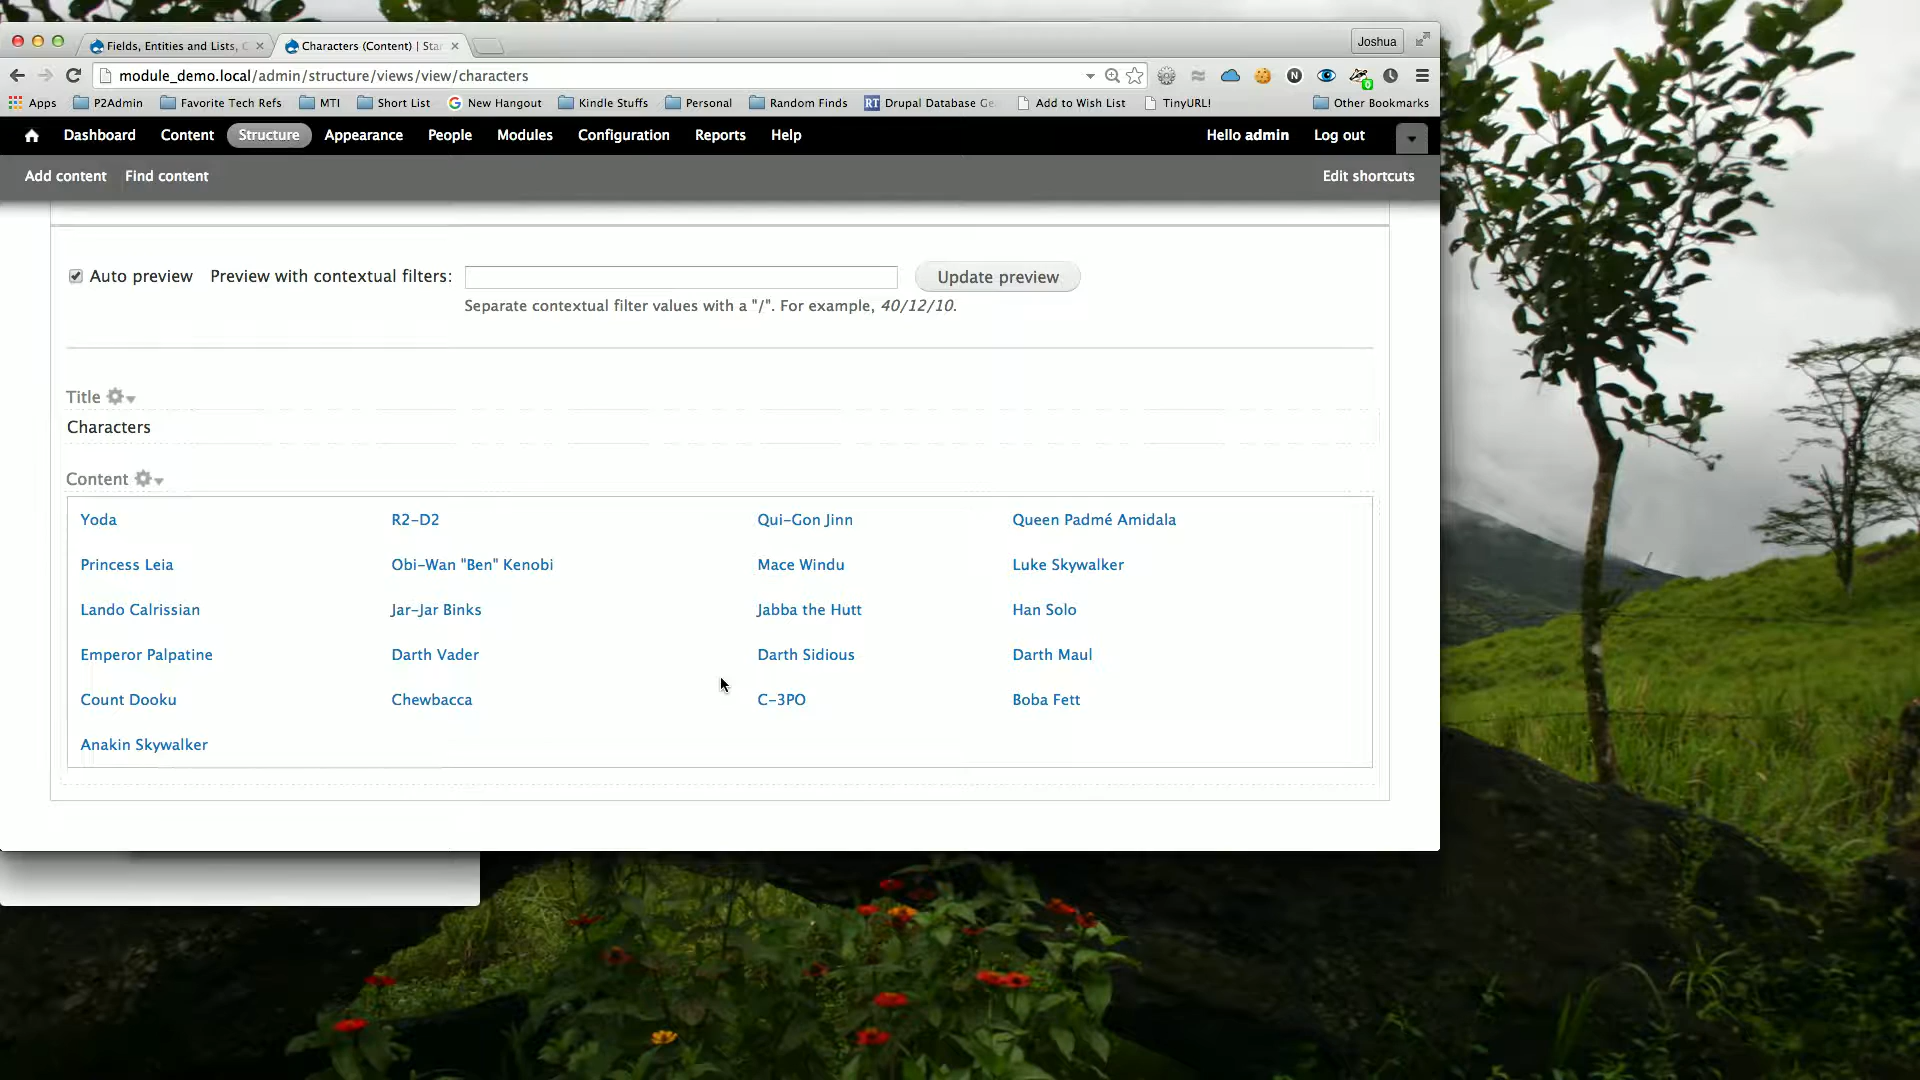 Fields, Entities and Lists, C
Characters (Content) | Star
Joshua
module_demo.local/admin/structure/views/view/characters
Apps P2Admin Favorite Tech Refs MTI Short List New Hangout Kindle Stuffs Personal Random Finds RT Drupal Database Ge Add to Wish List TinyURL! Other Bookmarks
Dashboard Content Structure Appearance People Modules Configuration Reports Help Hello admin Log out
Add content Find content Edit shortcuts
Auto preview Preview with contextual filters: Update preview
Separate contextual filter values with a "/". For example, 40/12/10.
Title
Characters
Content
Yoda R2-D2 Qui-Gon Jinn Queen Padmé Amidala
Princess Leia Obi-Wan "Ben" Kenobi Mace Windu Luke Skywalker
Lando Calrissian Jar-Jar Binks Jabba the Hutt Han Solo
Emperor Palpatine Darth Vader Darth Sidious Darth Maul
Count Dooku Chewbacca C-3PO Boba Fett
Anakin Skywalker